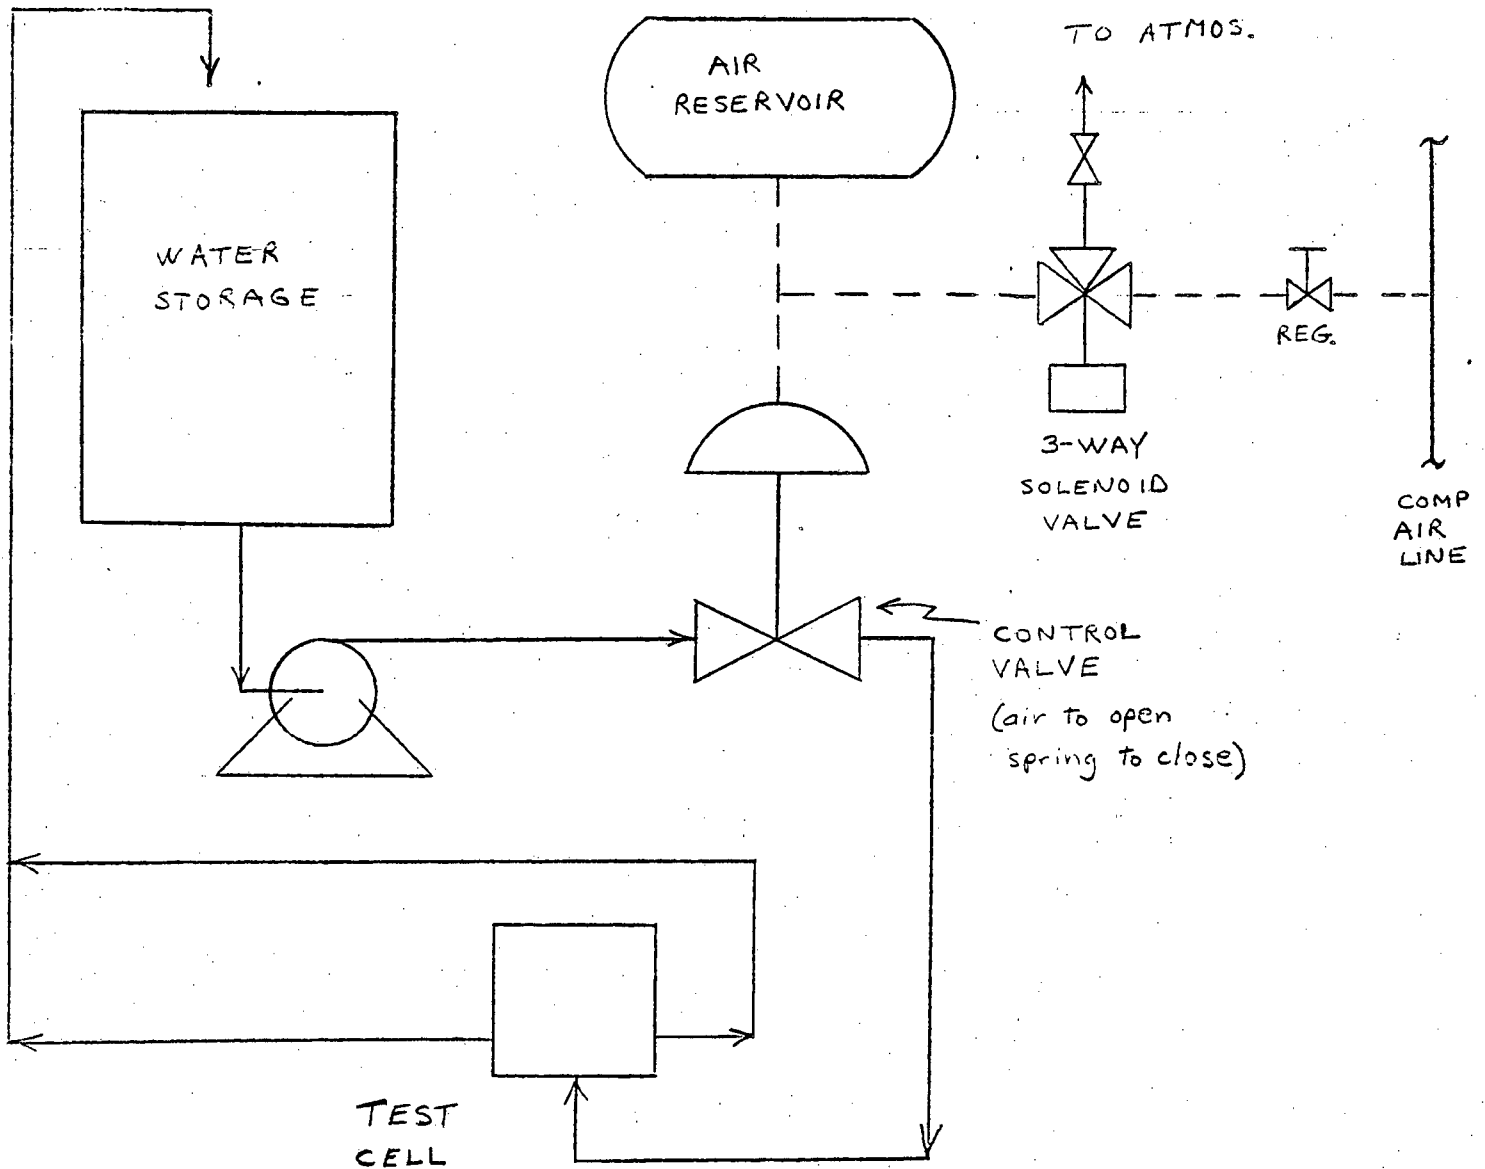 TO ATMOS.
AIR
RESERVOIR
WATER
STORAGE
REG.
3-WAY
SOLENOID
VALVE
COMP
AIR
LINE
CONTROL
VALVE
(air to open
spring to close)
TEST
CELL